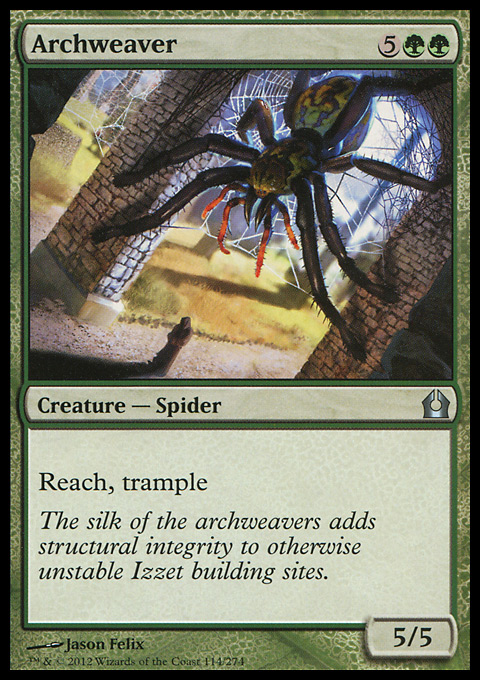 Archweaver 5
Creature — Spider
Reach, trample
The silk of the archweavers adds
structural integrity to otherwise
unstable Izzet building sites.
5/5
Jason Felix
™ & © 2012 Wizards of the Coast 114/274